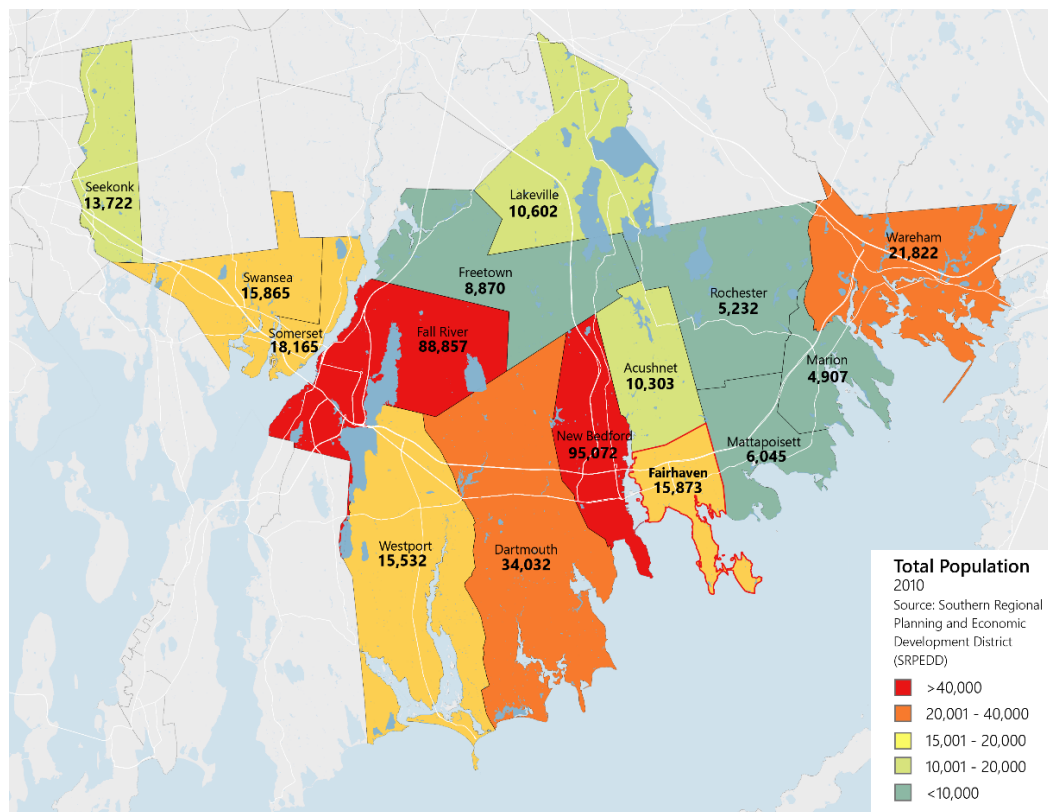 Seekonk
13,722
Lakeville
10,602
Wareham
21,822
Swansea
15,865
Freetown
8,870
Rochester
5,232
Somerset
18,165
Fall River
88,857
Acushnet
10,303
Marion
4,907
New Bedford
95,072
Mattapoisett
6,045
Fairhaven
15,873
Westport
15,532
Dartmouth
34,032
Total Population
2010
Source: Southern Regional
Planning and Economic
Development District
(SRPEDD)
>40,000
20,001 - 40,000
15,001 - 20,000
10,001 - 20,000
<10,000